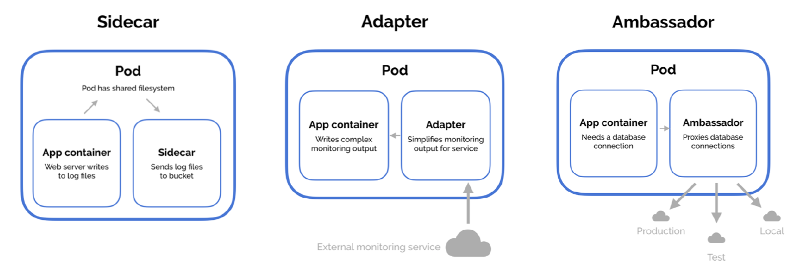 Sidecar
Pod
Pod has shared filesystem
App container
Web server writes
to log files
Sidecar
Sends log files
to bucket
Adapter
Pod
App container
Writes complex
monitoring output
Adapter
Simplifies monitoring
output for service
External monitoring service
Ambassador
Pod
App container
Needs a database
connection
Ambassador
Proxies database
connections
Production
Test
Local